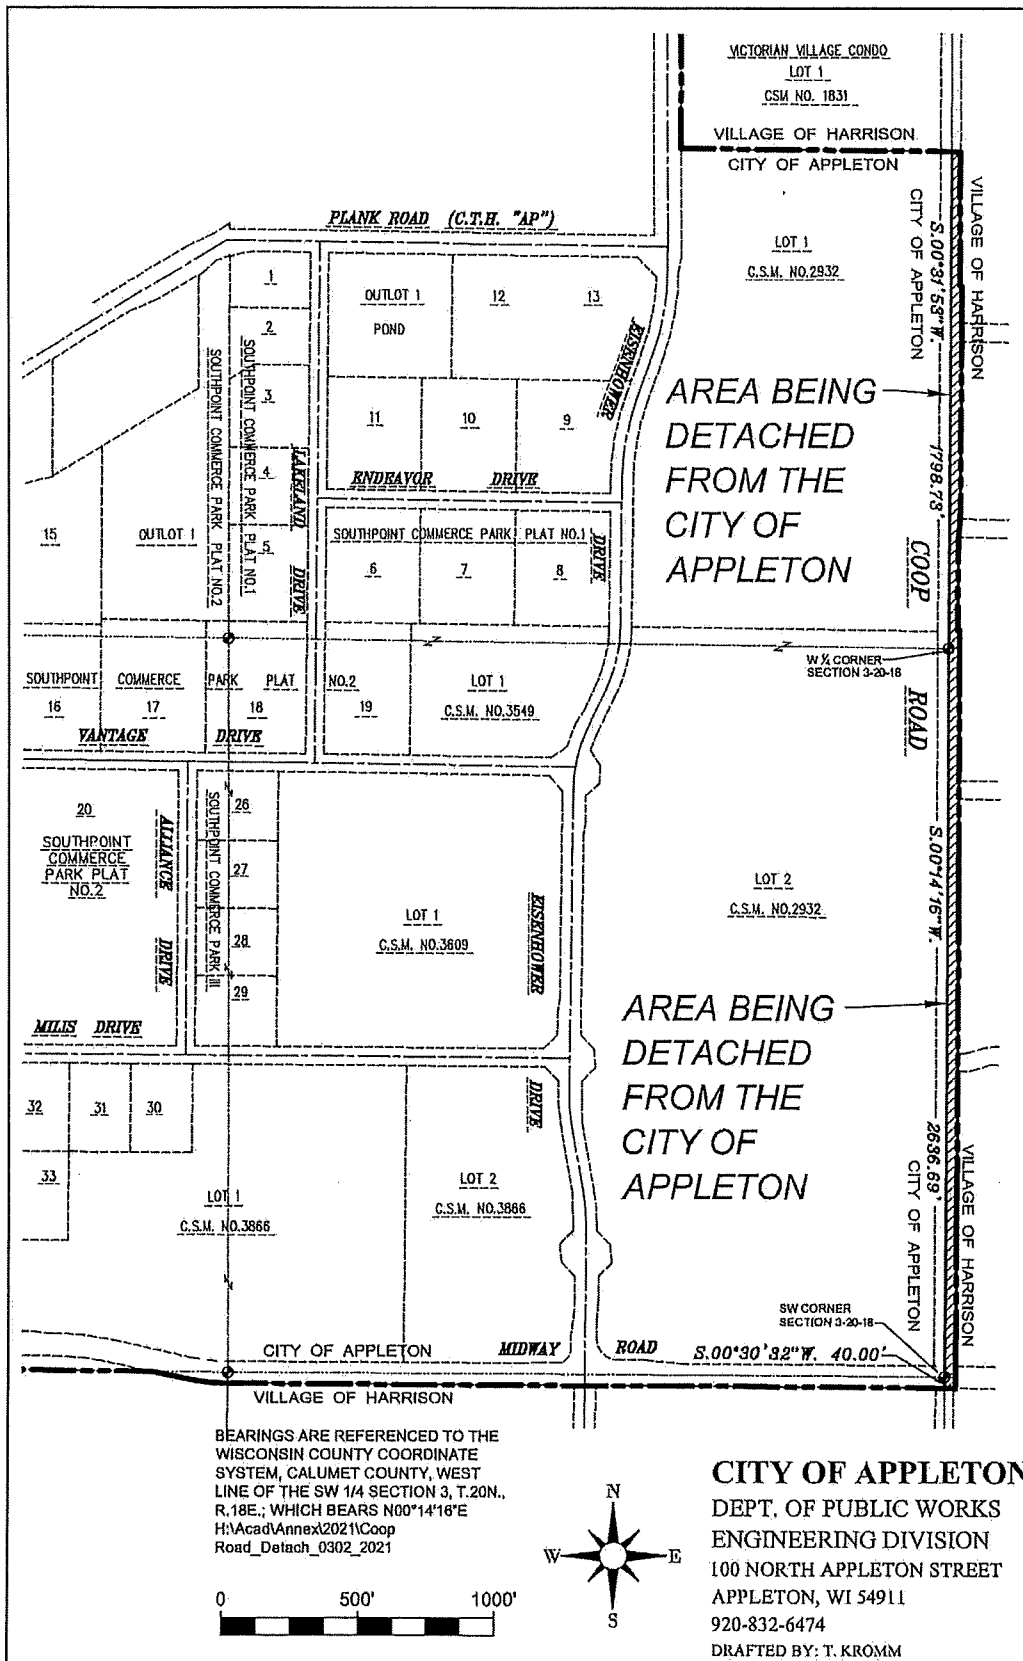 VICTORIAN VILLAGE CONDO
LOT 1
CSM NO. 1831
VILLAGE OF HARRISON
CITY OF APPLETON
VILLAGE OF HARRISON
CITY OF APPLETON
S.00°31'53"W.
1798.73'
PLANK ROAD (C.T.H. "AP")
LOT 1
C.S.M. NO.2932
1
2
3
4
5
OUTLOT 1
POND
12
13
11
10
9
EISENHOWER
DRIVE
AREA BEING
DETACHED
FROM THE
CITY OF
APPLETON
SOUTHPOINT COMMERCE PARK PLAT NO.2
SOUTHPOINT COMMERCE PARK PLAT NO.1
LAKELAND DRIVE
ENDEAVOR DRIVE
SOUTHPOINT COMMERCE PARK PLAT NO.1
6
7
8
15
OUTLOT 1
COOP
ROAD
W ¼ CORNER
SECTION 3-20-18
SOUTHPOINT COMMERCE PARK PLAT NO.2
16
17
18
19
LOT 1
C.S.M. NO.3549
VANTAGE DRIVE
20
SOUTHPOINT
COMMERCE
PARK PLAT
NO.2
ALLIANCE DRIVE
SOUTHPOINT COMMERCE PARK III
26
27
28
29
LOT 1
C.S.M. NO.3609
EISENHOWER
DRIVE
LOT 2
C.S.M. NO.2932
S.00°14'16"W.
2636.69'
AREA BEING
DETACHED
FROM THE
CITY OF
APPLETON
MILIS DRIVE
32
31
30
33
LOT 1
C.S.M. NO.3866
LOT 2
C.S.M. NO.3866
VILLAGE OF HARRISON
CITY OF APPLETON
SW CORNER
SECTION 3-20-18
CITY OF APPLETON
MIDWAY ROAD
S.00°30'32"W. 40.00'
VILLAGE OF HARRISON
BEARINGS ARE REFERENCED TO THE
WISCONSIN COUNTY COORDINATE
SYSTEM, CALUMET COUNTY, WEST
LINE OF THE SW 1/4 SECTION 3, T.20N.,
R.18E.; WHICH BEARS N00°14'16"E
H:\Acad\Annex\2021\Coop
Road_Detach_0302_2021
0 500' 1000'
N
W
E
S
CITY OF APPLETON
DEPT. OF PUBLIC WORKS
ENGINEERING DIVISION
100 NORTH APPLETON STREET
APPLETON, WI 54911
920-832-6474
DRAFTED BY: T. KROMM